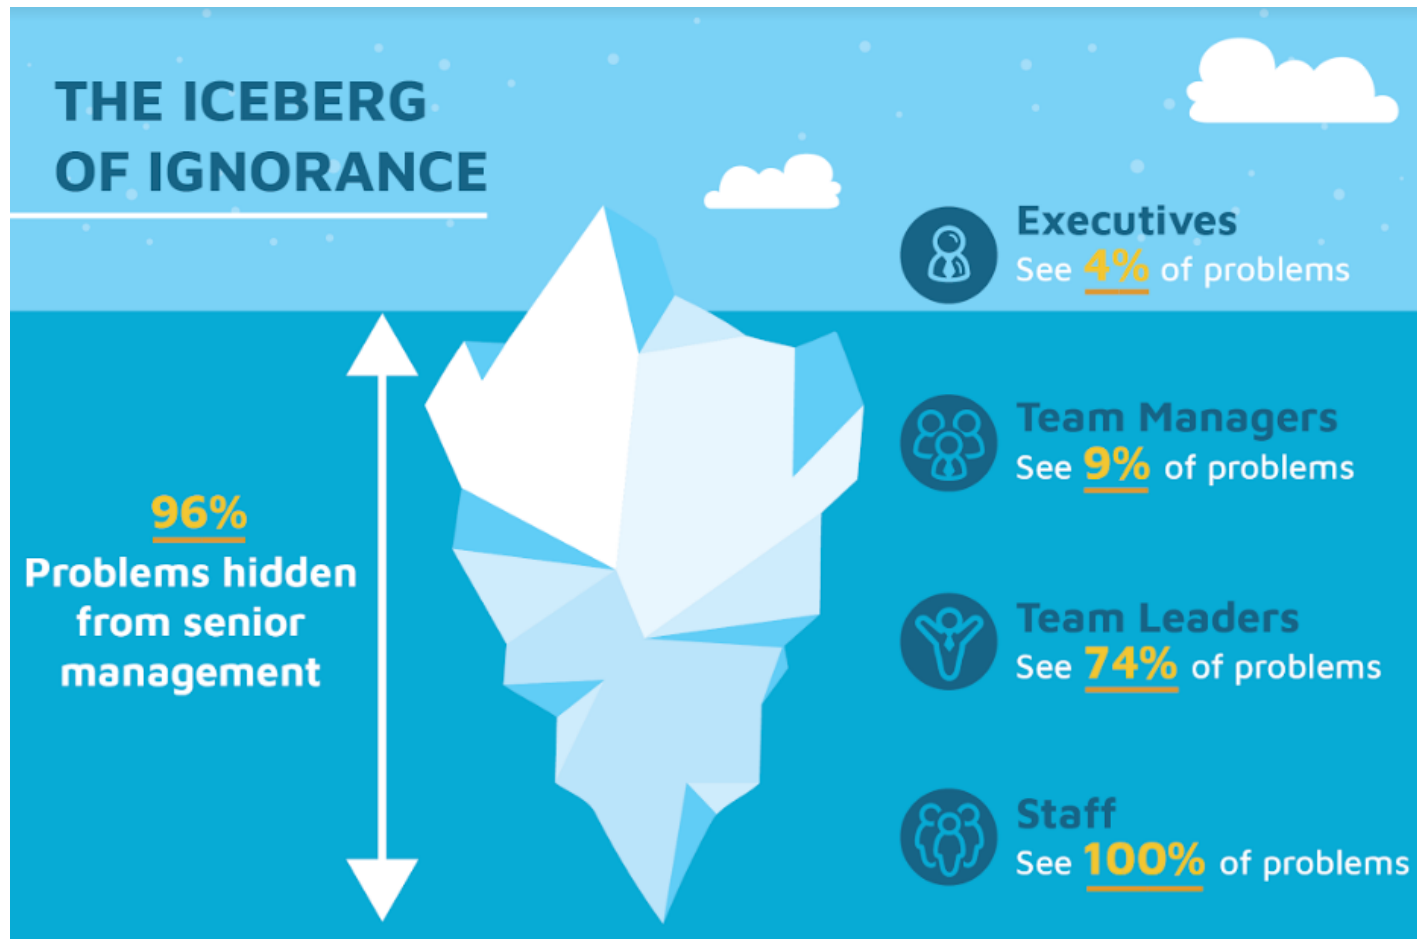 THE ICEBERG
OF IGNORANCE
Executives
See 4% of problems
Team Managers
See 9% of problems
96%
Problems hidden
from senior
management
Team Leaders
See 74% of problems
Staff
See 100% of problems